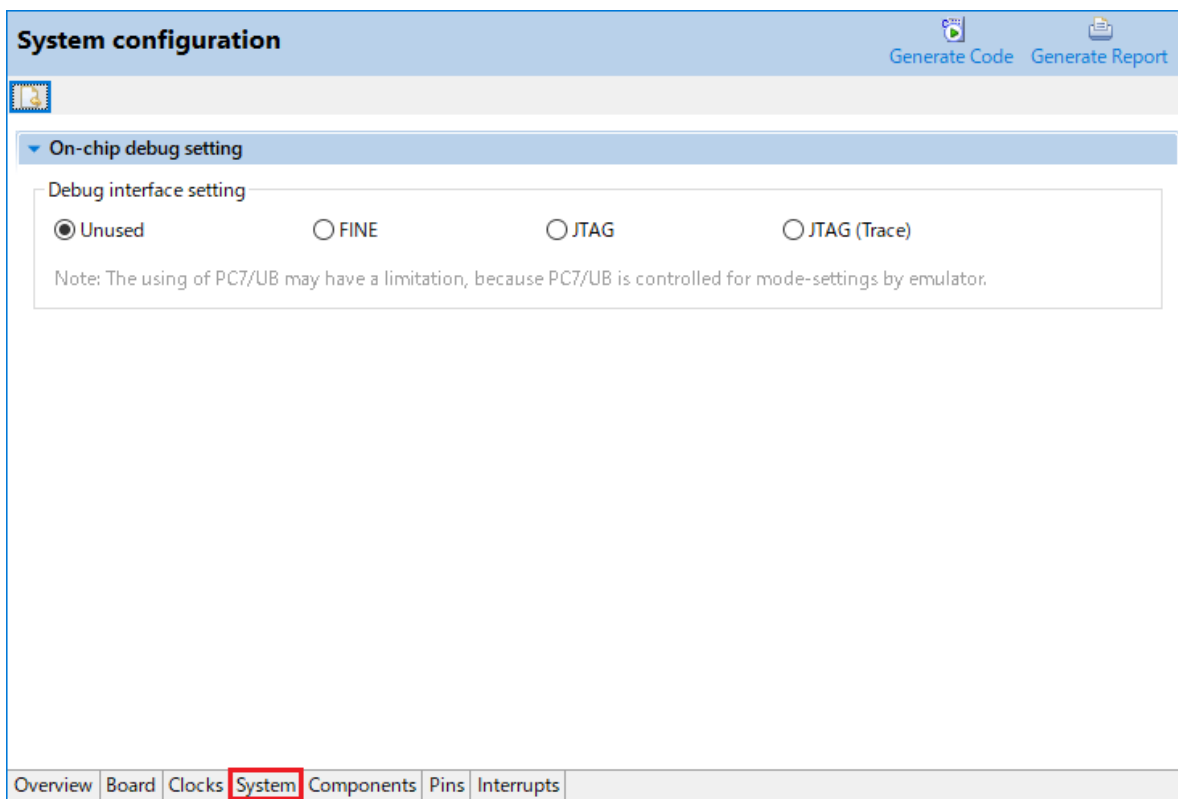 System configuration
Generate Code Generate Report
On-chip debug setting
Debug interface setting
Unused FINE JTAG JTAG (Trace)
Note: The using of PC7/UB may have a limitation, because PC7/UB is controlled for mode-settings by emulator.
Overview Board Clocks System Components Pins Interrupts